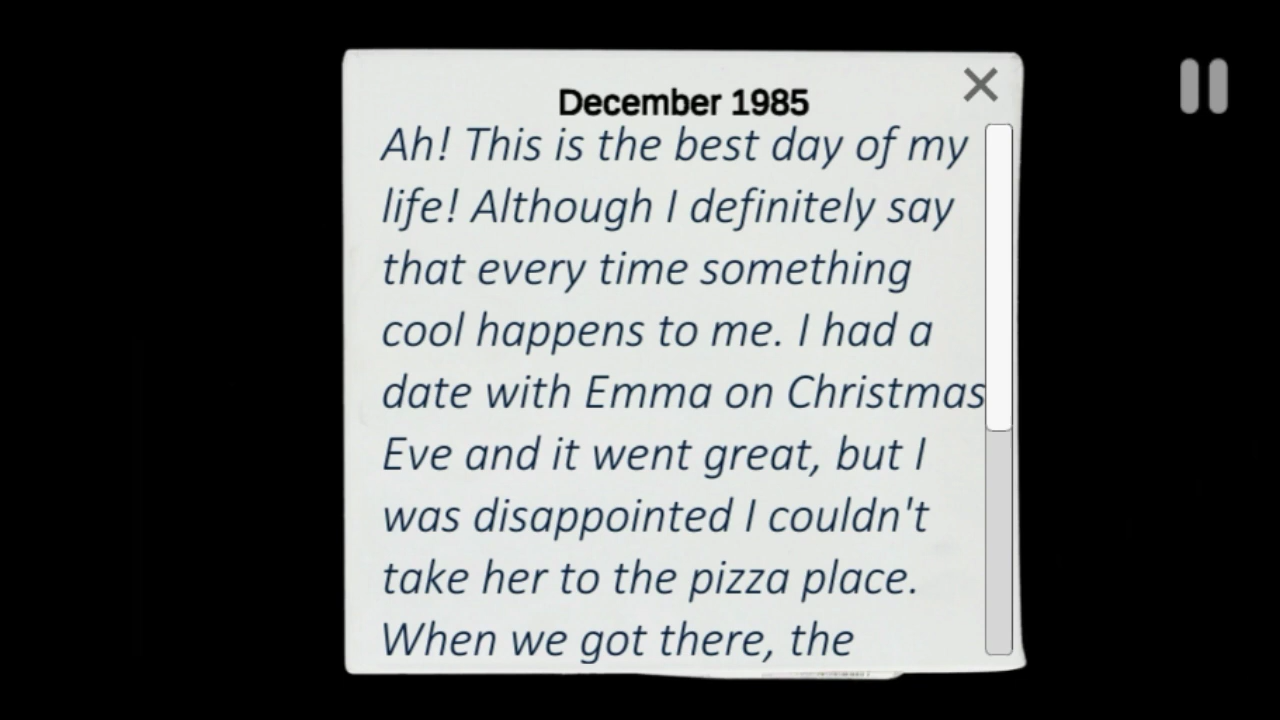 December 1985
Ah! This is the best day of my
life! Although I definitely say
that every time something
cool happens to me. I had a
date with Emma on Christmas
Eve and it went great, but I
was disappointed I couldn't
take her to the pizza place.
When we got there, the